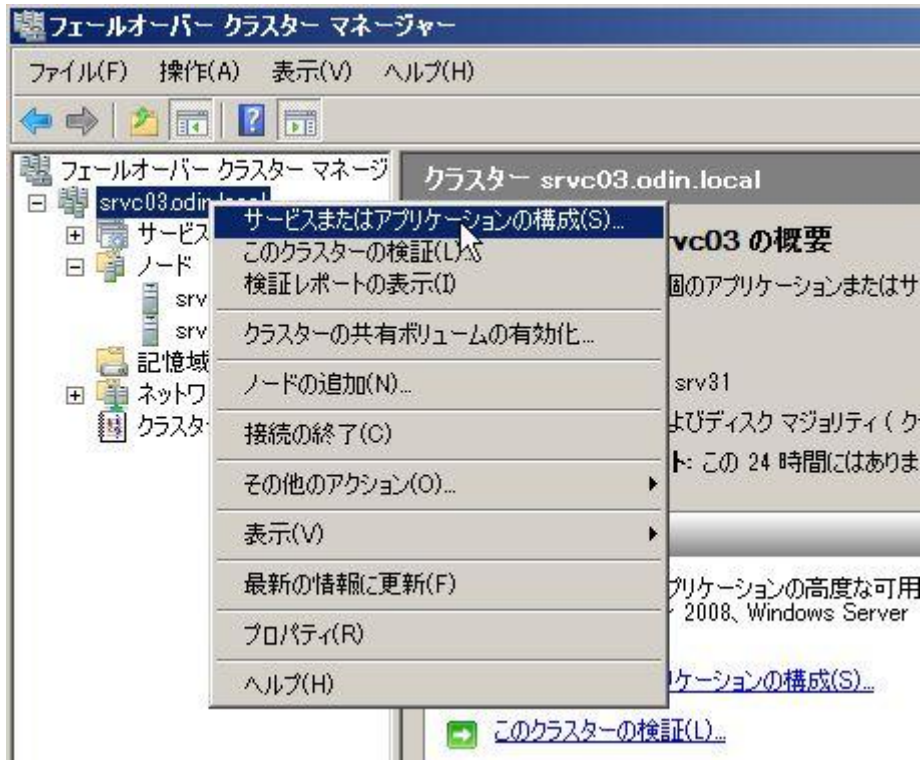 フェールオーバー クラスター マネージャー
ファイル(F) 操作(A) 表示(V) ヘルプ(H)
フェールオーバー クラスター マネージ
srvc03.odin.local
サービス
ノード
srv
srv
記憶域
ネットワ
クラスタ
サービスまたはアプリケーションの構成(S)...
このクラスターの検証(L)...
検証レポートの表示(I)
クラスターの共有ボリュームの有効化...
ノードの追加(N)...
接続の終了(C)
その他のアクション(O)...
表示(V)
最新の情報に更新(F)
プロパティ(R)
ヘルプ(H)
クラスター srvc03.odin.local
vc03 の概要
のアプリケーションまたはサ
srv31
よびディスク マジョリティ ( ク
ト: この 24 時間にはありま
プリケーションの高度な可用
2008、Windows Server
ケーションの構成(S)...
このクラスターの検証(L)...